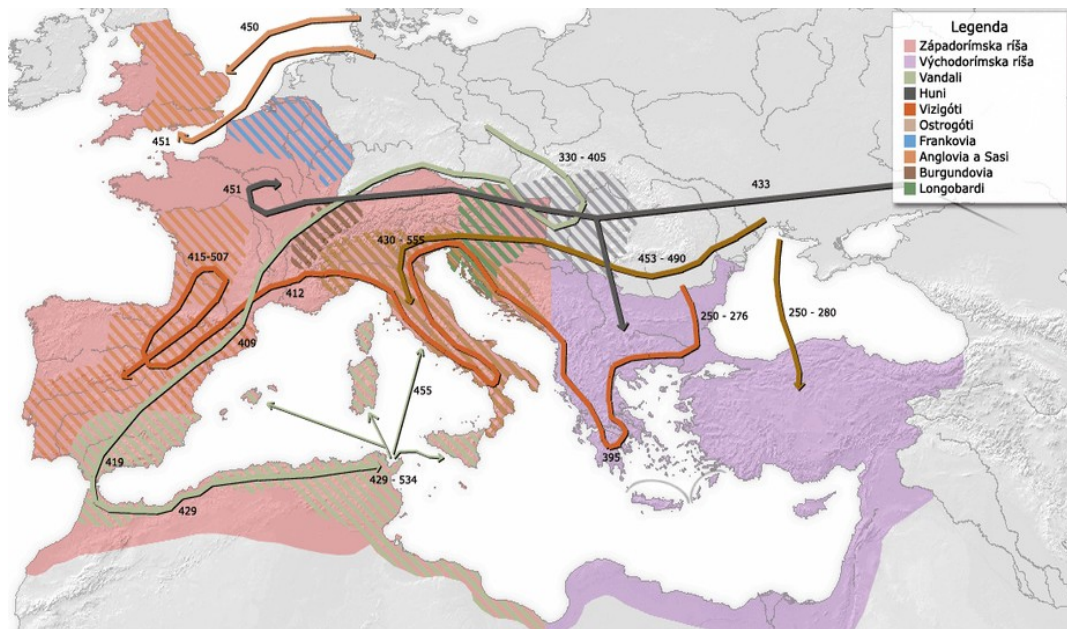 450
451
451
330 - 405
433
430 - 555
453 - 490
415-507
412
409
250 - 276
250 - 280
455
395
419
429
429 - 534
Legenda
Západorímska ríša
Východorímska ríša
Vandali
Huni
Vizigóti
Ostrogóti
Frankovia
Anglovia a Sasi
Burgundovia
Longobardi